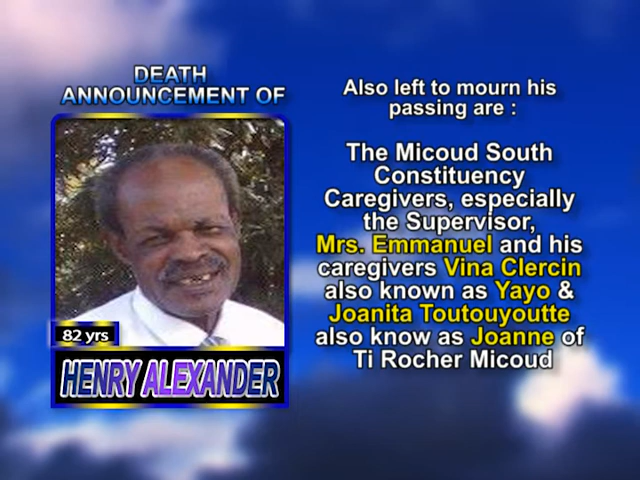 DEATH
ANNOUNCEMENT OF
82 yrs
HENRY ALEXANDER
Also left to mourn his
passing are :
The Micoud South
Constituency
Caregivers, especially
the Supervisor,
Mrs. Emmanuel and his
caregivers Vina Clercin
also known as Yayo &
Joanita Toutouyoutte
also know as Joanne of
Ti Rocher Micoud